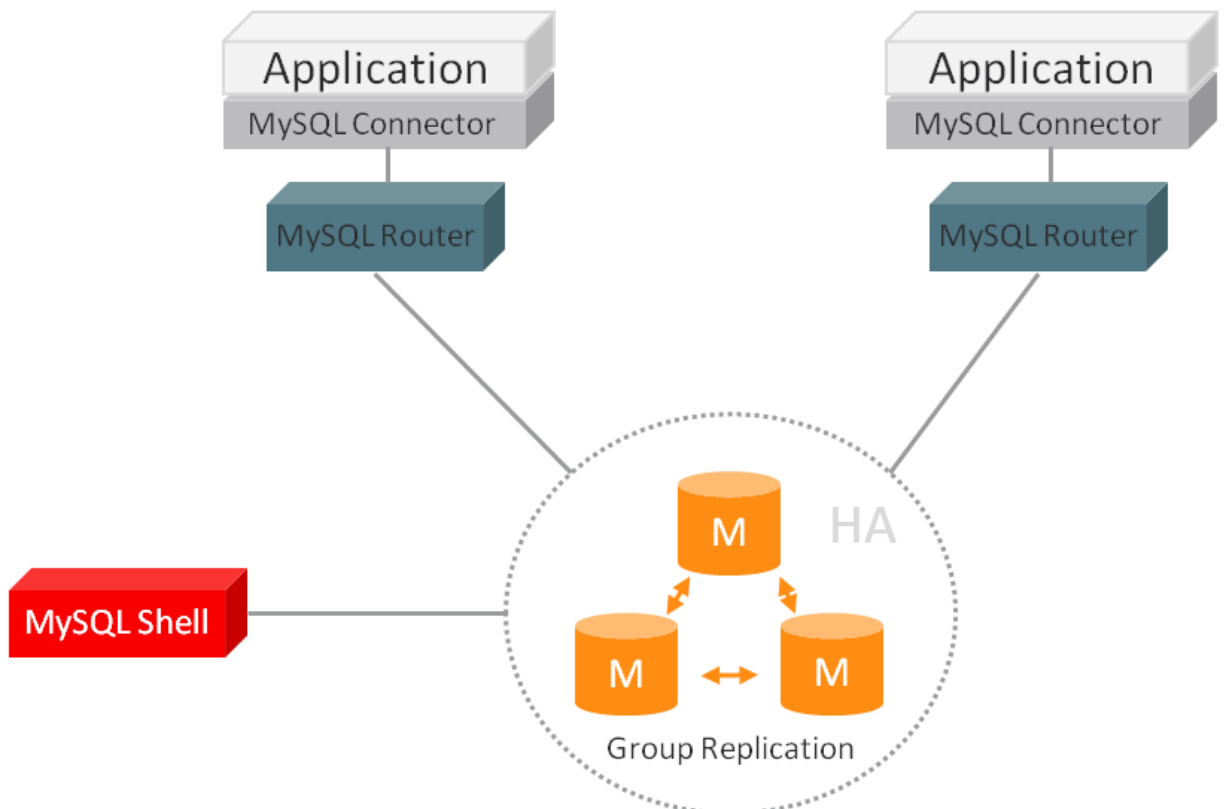 Application
MySQL Connector
MySQL Router
Application
MySQL Connector
MySQL Router
HA
M
M
M
Group Replication
MySQL Shell